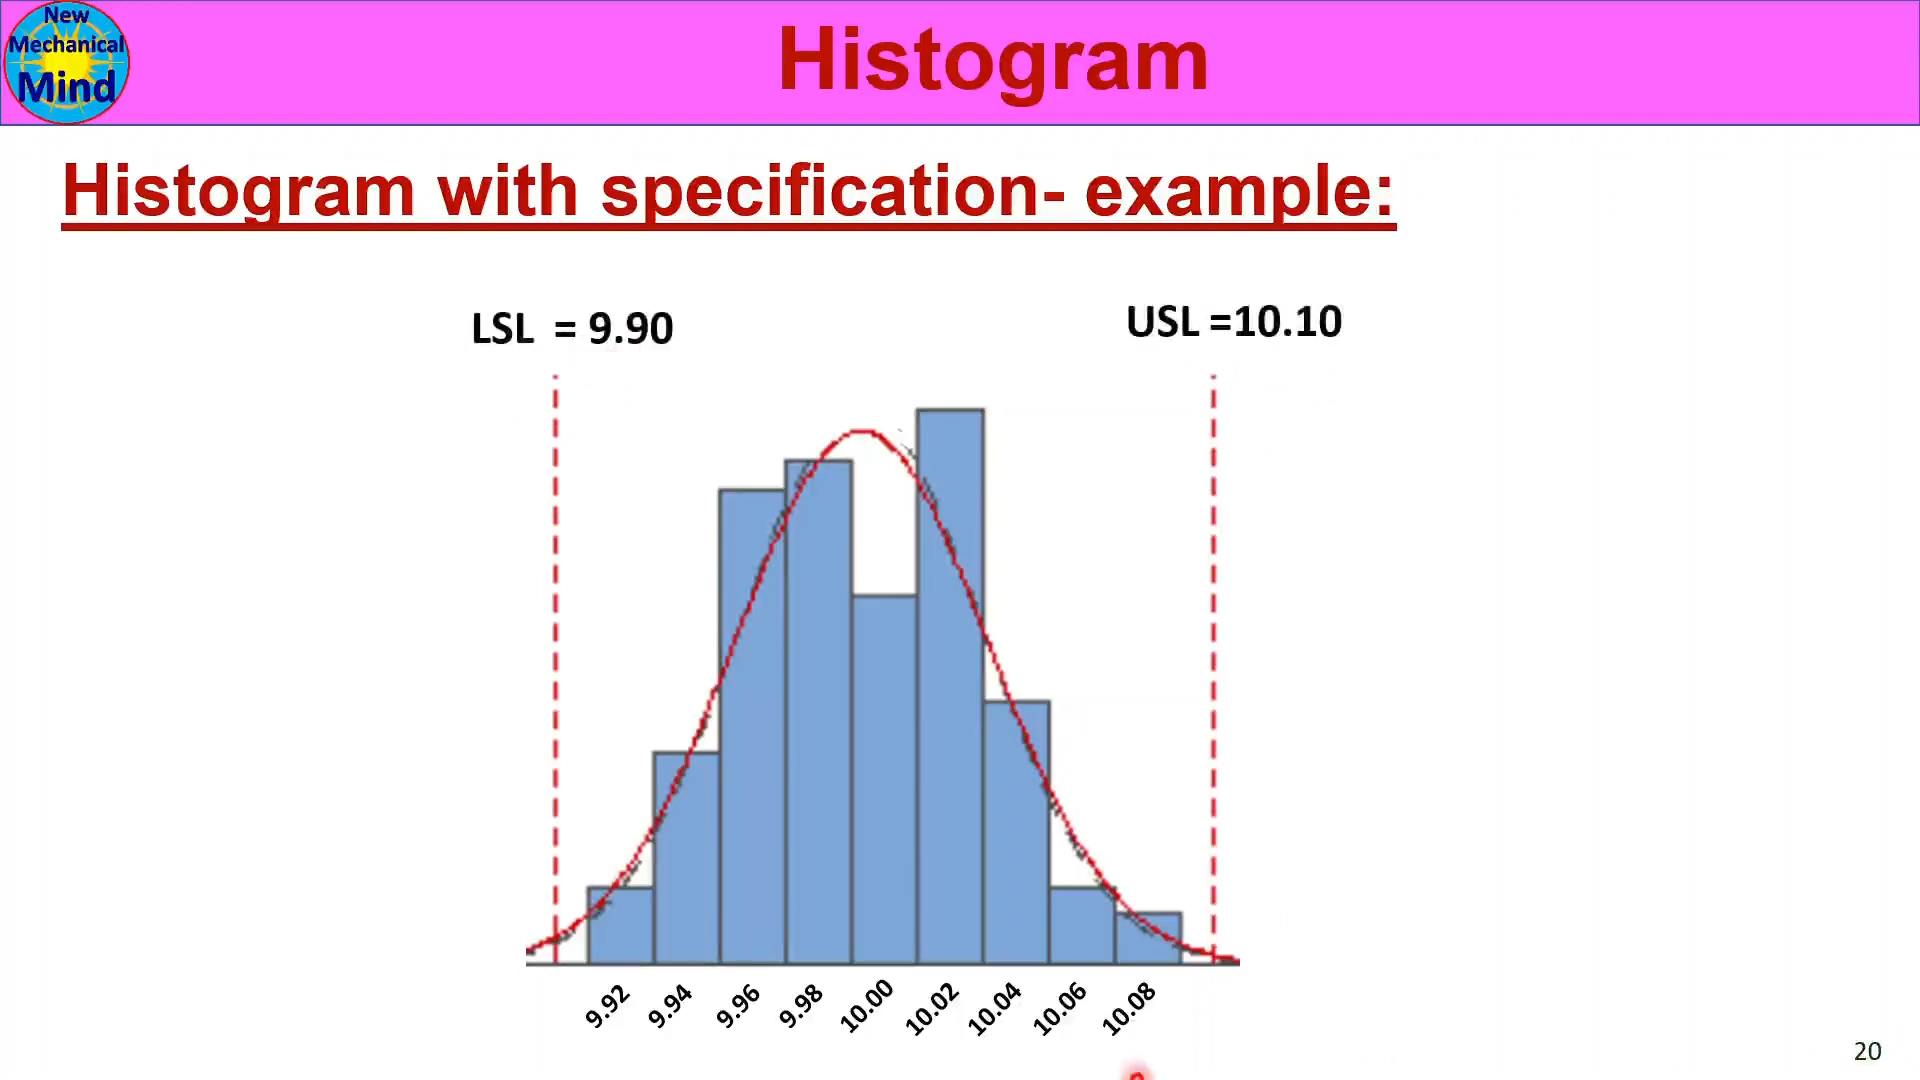 New
Mechanical
Mind
Histogram
Histogram with specification- example:
LSL = 9.90
USL =10.10
9.92
9.94
9.96
9.98
10.00
10.02
10.04
10.06
10.08
20